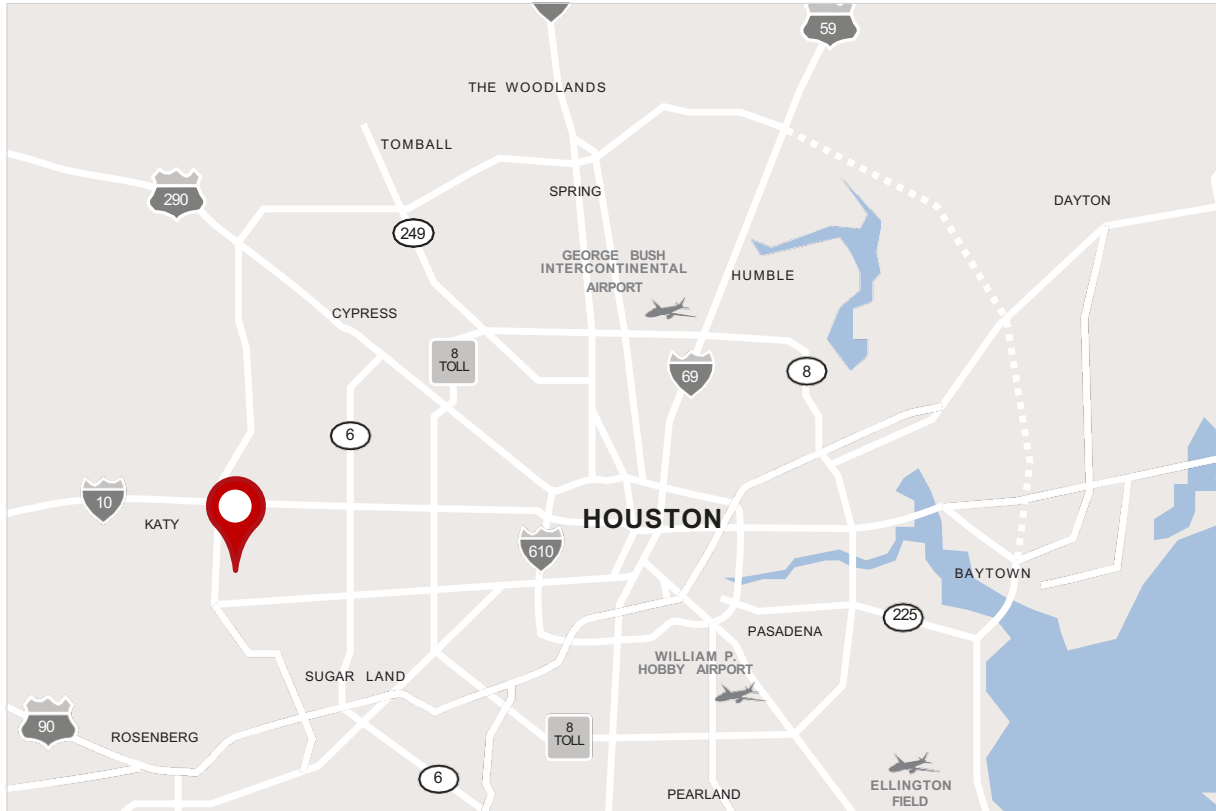 59
THE WOODLANDS
TOMBALL
SPRING
290
DAYTON
249
GEORGE BUSH
INTERCONTINENTAL
AIRPORT
HUMBLE
CYPRESS
8
TOLL
69
8
6
10
KATY
HOUSTON
610
BAYTOWN
225
PASADENA
WILLIAM P.
HOBBY AIRPORT
SUGAR LAND
90
ROSENBERG
8
TOLL
6
ELLINGTON
FIELD
PEARLAND